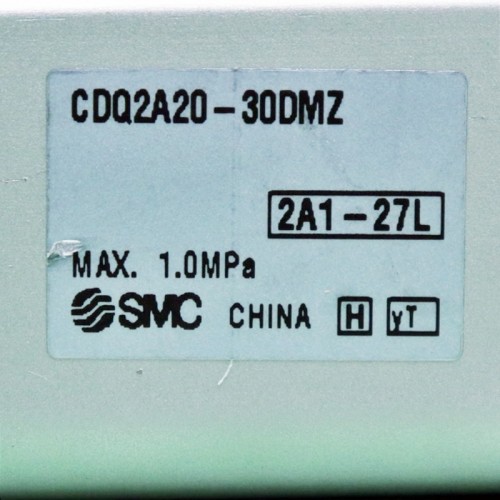 CDQ2A20-30DMZ
2A1-27L
MAX. 1.0MPa
SMC CHINA H yT